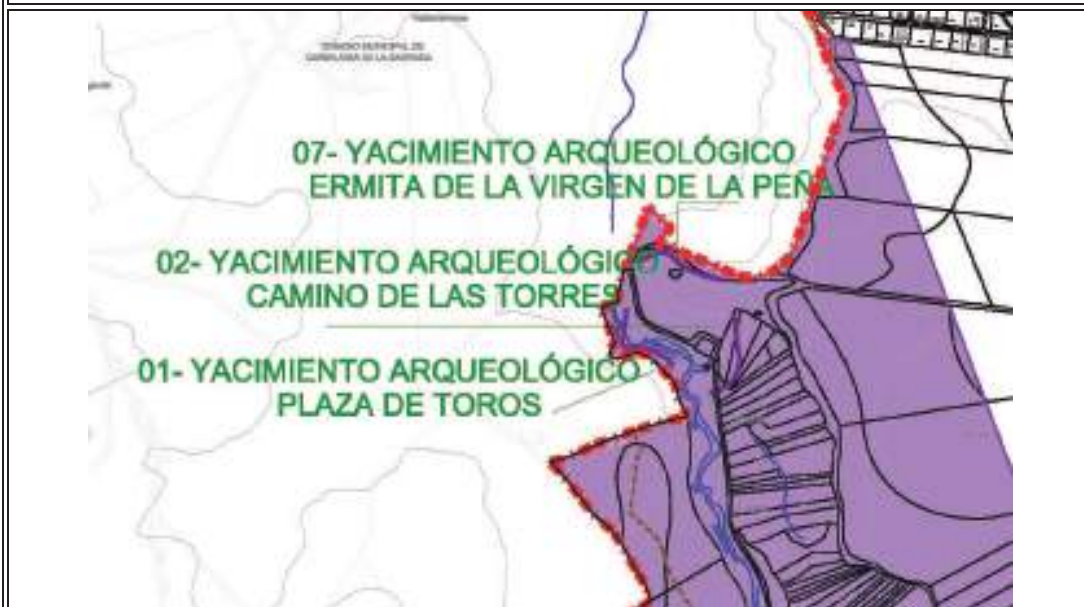 07- YACIMIENTO ARQUEOLÓGICO
ERMITA DE LA VIRGEN DE LA PEÑA
02- YACIMIENTO ARQUEOLÓGICO
CAMINO DE LAS TORRES
01- YACIMIENTO ARQUEOLÓGICO
PLAZA DE TOROS